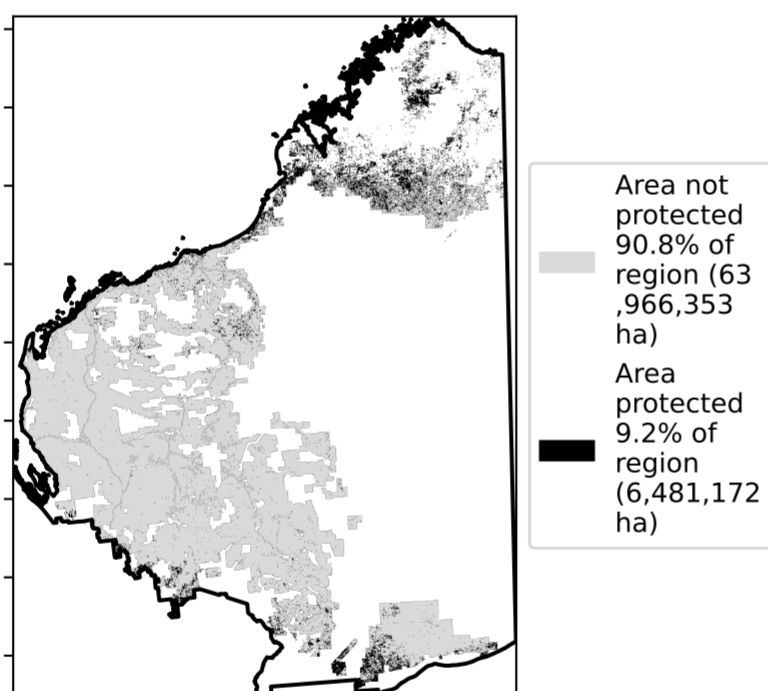 Area not
protected
90.8% of
region (63
,966,353
ha)
Area
protected
9.2% of
region
(6,481,172
ha)